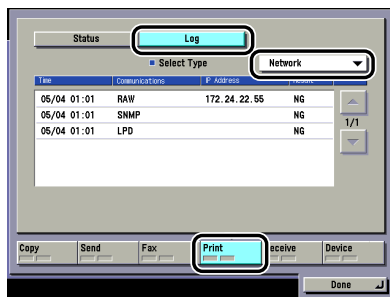 Status Log
Select Type Network
Time Communications IP Address Result
05/04 01:01 RAW 172.24.22.55 NG
05/04 01:01 SNMP NG
05/04 01:01 LPD NG
1/1
Copy Send Fax Print eceive Device
Done